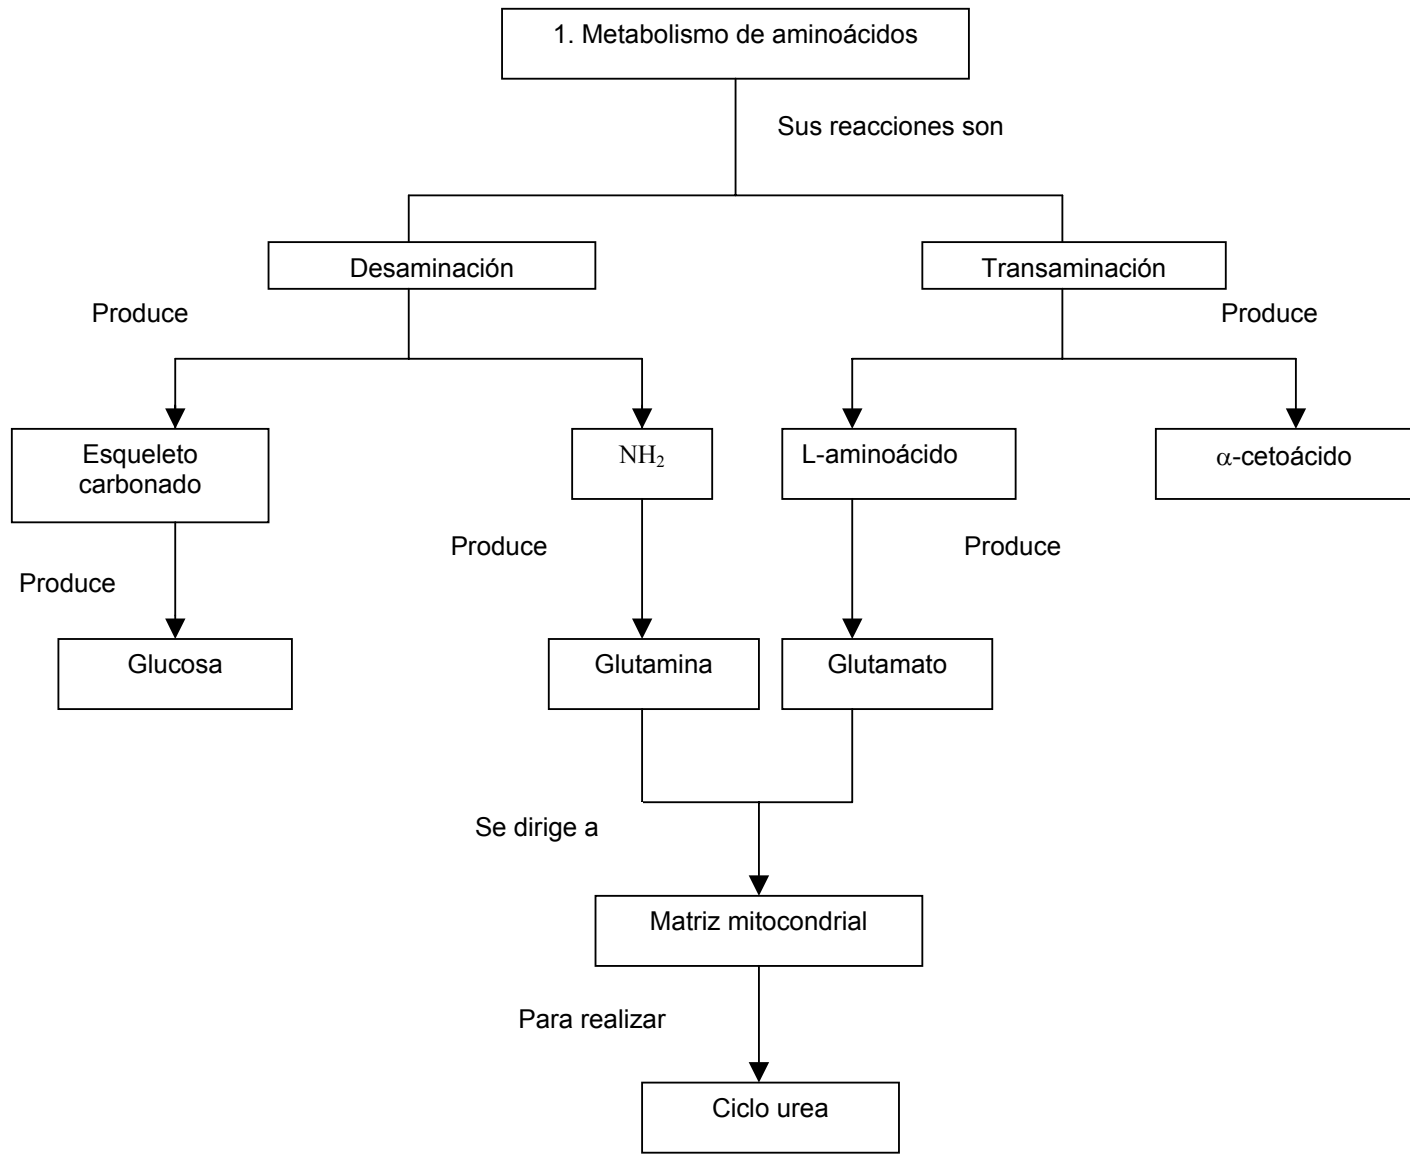 1. Metabolismo de aminoácidos
Sus reacciones son
Desaminación
Transaminación
Produce
Produce
Esqueleto
carbonado
NH₂
L-aminoácido
α-cetoácido
Produce
Produce
Produce
Glucosa
Glutamina
Glutamato
Se dirige a
Matriz mitocondrial
Para realizar
Ciclo urea